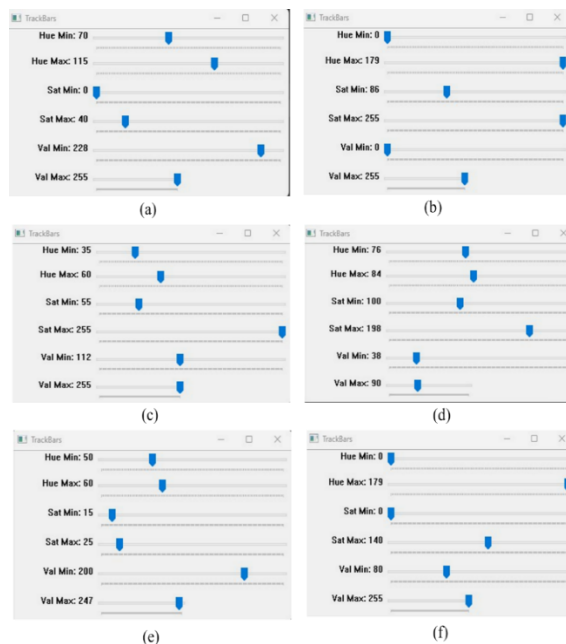 TrackBars
Hue Min: 70
Hue Max: 115
Sat Min: 0
Sat Max: 40
Val Min: 228
Val Max: 255
(a)
TrackBars
Hue Min: 0
Hue Max: 179
Sat Min: 86
Sat Max: 255
Val Min: 0
Val Max: 255
(b)
TrackBars
Hue Min: 35
Hue Max: 60
Sat Min: 55
Sat Max: 255
Val Min: 112
Val Max: 255
(c)
TrackBars
Hue Min: 76
Hue Max: 84
Sat Min: 100
Sat Max: 198
Val Min: 38
Val Max: 90
(d)
TrackBars
Hue Min: 50
Hue Max: 60
Sat Min: 15
Sat Max: 25
Val Min: 200
Val Max: 247
(e)
TrackBars
Hue Min: 0
Hue Max: 179
Sat Min: 0
Sat Max: 140
Val Min: 80
Val Max: 255
(f)